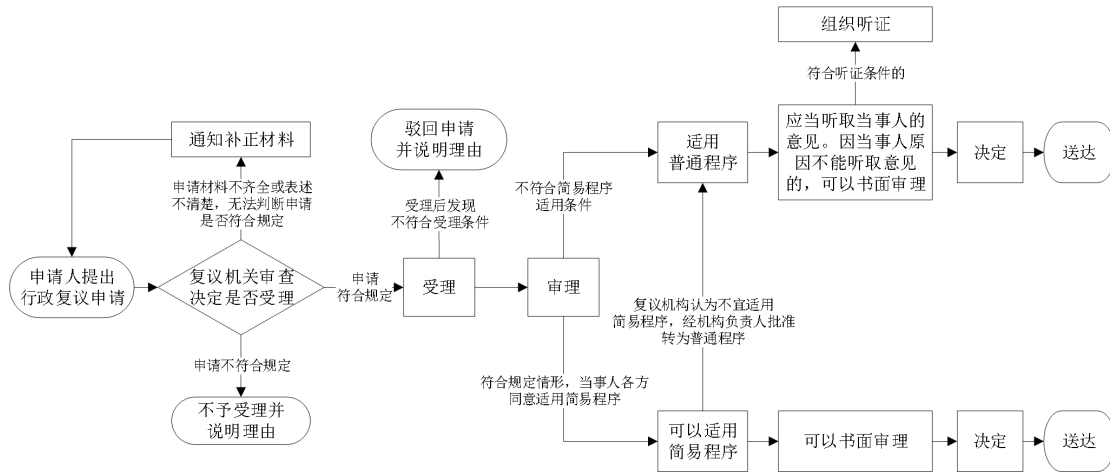 组织听证
符合听证条件的
通知补正材料
驳回申请
并说明理由
适用
普通程序
应当听取当事人的
意见。因当事人原
因不能听取意见
的，可以书面审理
决定
送达
申请材料不齐全或表述
不清楚，无法判断申请
是否符合规定
受理后发现
不符合受理条件
不符合简易程序
适用条件
申请人提出
行政复议申请
复议机关审查
决定是否受理
申请
符合规定
受理
审理
复议机构认为不宜适用
简易程序，经机构负责人批准
转为普通程序
申请不符合规定
符合规定情形，当事人各方
同意适用简易程序
不予受理并
说明理由
可以适用
简易程序
可以书面审理
决定
送达